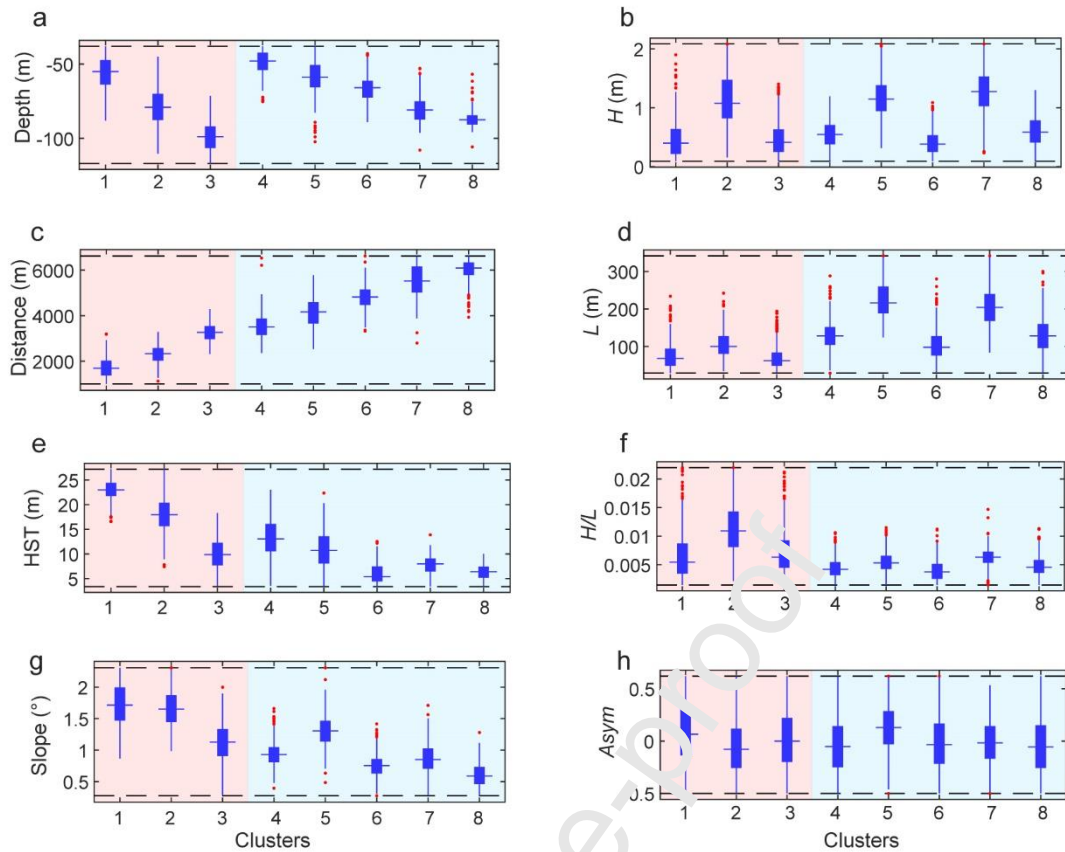 a
Depth (m)
-50
-100
1 2 3 4 5 6 7 8
b
H (m)
2
1
0
1 2 3 4 5 6 7 8
c
Distance (m)
6000
4000
2000
1 2 3 4 5 6 7 8
d
L (m)
300
200
100
1 2 3 4 5 6 7 8
e
HST (m)
25
20
15
10
5
1 2 3 4 5 6 7 8
f
H/L
0.02
0.015
0.01
0.005
1 2 3 4 5 6 7 8
g
Slope (°)
2
1.5
1
0.5
1 2 3 4 5 6 7 8
Clusters
h
Asym
0.5
0
0.5
1 2 3 4 5 6 7 8
Clusters
e-proof